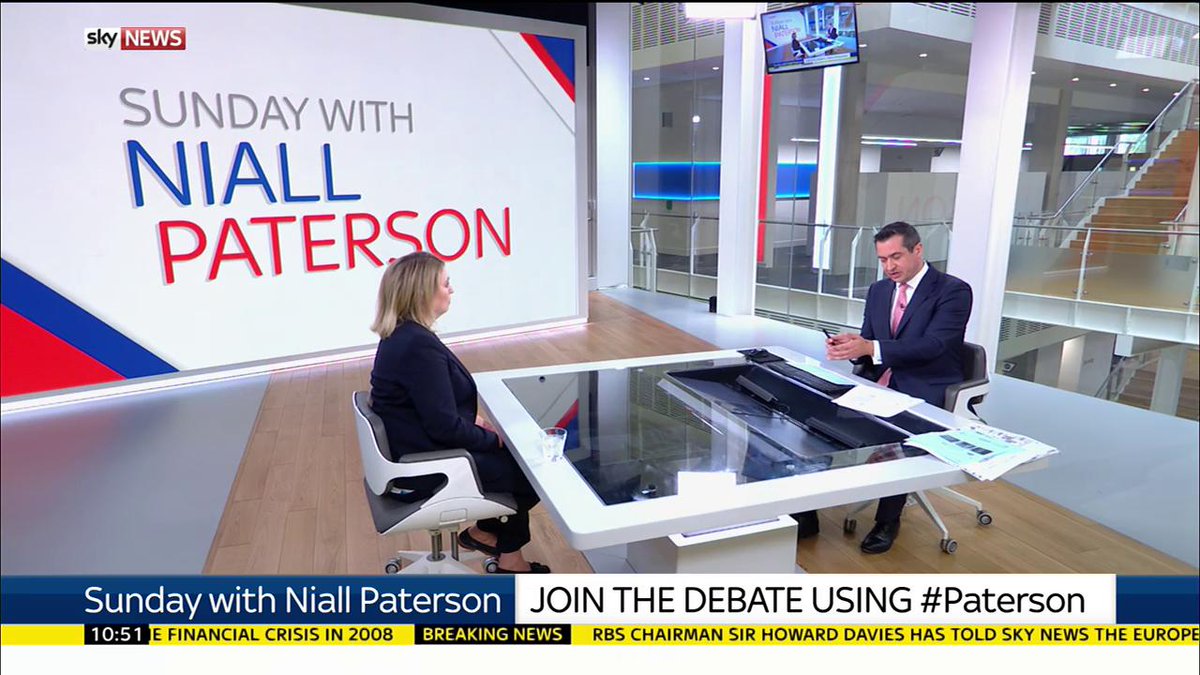 sky NEWS
SUNDAY WITH
NIALL
PATERSON
Sunday with Niall Paterson
JOIN THE DEBATE USING #Paterson
10:51 E FINANCIAL CRISIS IN 2008 BREAKING NEWS RBS CHAIRMAN SIR HOWARD DAVIES HAS TOLD SKY NEWS THE EUROPE